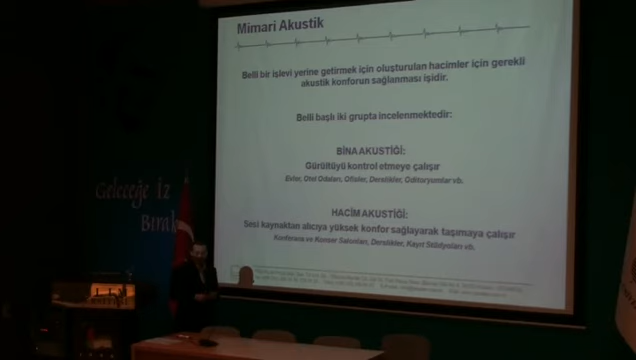 Mimari Akustik
Belli bir işlevi yerine getirmek için oluşturulan hacimler için gerekli
akustik konforun sağlanması işidir.
Belli başlı iki grupta incelenmektedir:
BİNA AKUSTİĞİ:
Gürültüyü kontrol etmeye çalışır
Evler, Otel Odaları, Ofisler, Derslikler, Oditoryumlar vb.
HACİM AKUSTİĞİ:
Sesi kaynaktan alıcıya yüksek konfor sağlayarak taşımaya çalışır
Konferans ve Konser Salonları, Derslikler, Kayıt Stüdyoları vb.
Geleceğe İz
Bırak